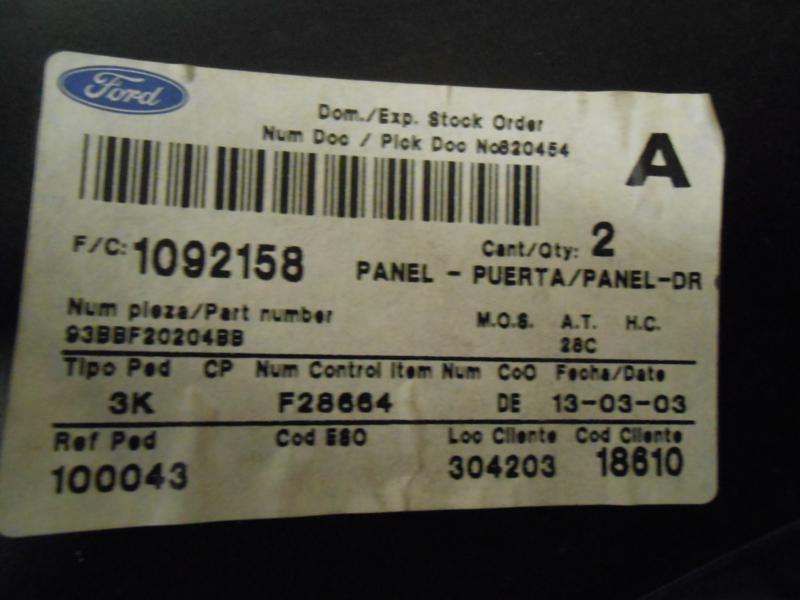 Ford
Dom./Exp. Stock Order
Num Doc / Pick Doc No820454
A
F/C: 1092158
Cant/Qty: 2
PANEL - PUERTA/PANEL-DR
Num pieza/Part number
M.O.S. A.T. H.C.
93BBF20204BB
28C
Tipo Ped CP Num Control Item Num CoO Fecha/Date
3K F28664 DE 13-03-03
Ref Ped Cod ESO Loc Cliente Cod Cliente
100043 304203 18610